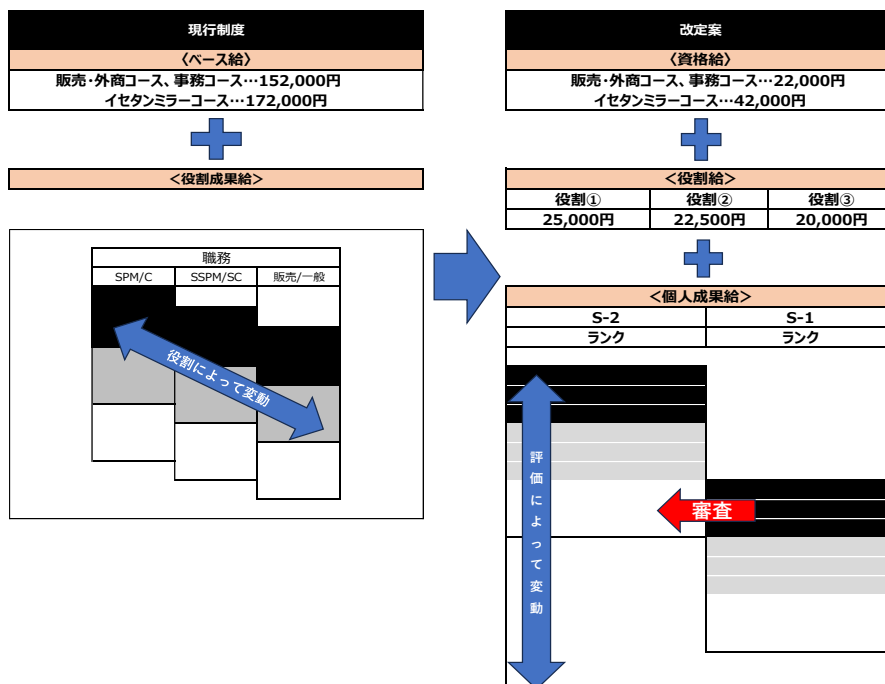 現行制度
〈ベース給〉
販売・外商コース、事務コース…152,000円
イセタンミラーコース…172,000円
＜役割成果給＞
職務
SPM/C
SSPM/SC
販売/一般
役割によって変動
改定案
〈資格給〉
販売・外商コース、事務コース…22,000円
イセタンミラーコース…42,000円
＜役割給＞
役割①
役割②
役割③
25,000円
22,500円
20,000円
＜個人成果給＞
S-2
S-1
ランク
ランク
評価によって変動
審査